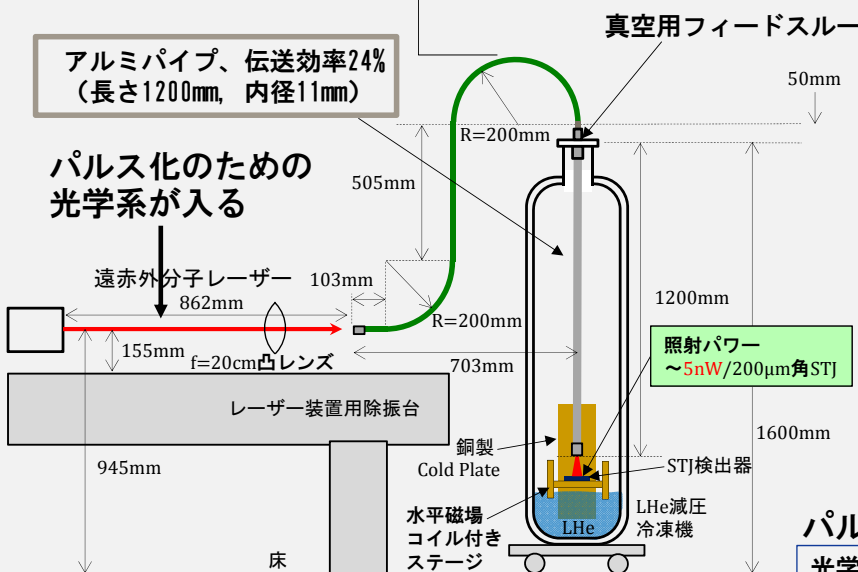 真空用フィードスルー
アルミパイプ、伝送効率24%
(長さ1200mm, 内径11mm)
50mm
R=200mm
パルス化のための
光学系が入る
505mm
遠赤外分子レーザー
103mm
862mm
1200mm
R=200mm
155mm
f=20cm凸レンズ
703mm
照射パワー
～5nW/200μm角STJ
レーザー装置用除振台
1600mm
銅製
Cold Plate
STJ検出器
945mm
水平磁場
コイル付き
ステージ
LHe
LHe減圧
冷凍機
床
パル
光学